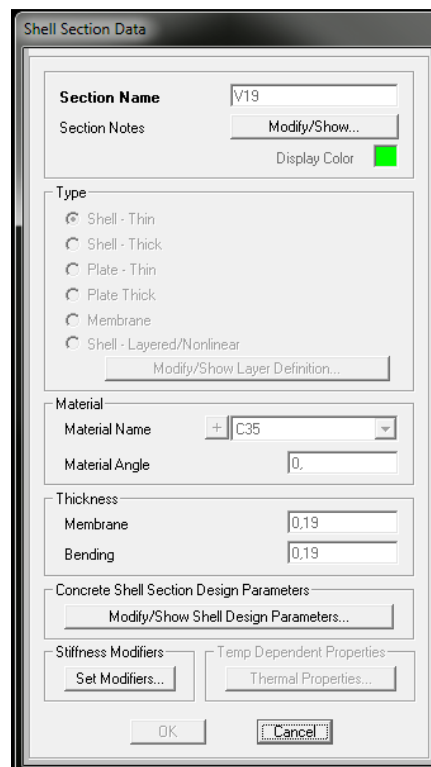 Shell Section Data
Section Name V19
Section Notes Modify/Show...
Display Color
Type
Shell - Thin
Shell - Thick
Plate - Thin
Plate Thick
Membrane
Shell - Layered/Nonlinear
Modify/Show Layer Definition...
Material
Material Name + C35
Material Angle 0,
Thickness
Membrane 0,19
Bending 0,19
Concrete Shell Section Design Parameters
Modify/Show Shell Design Parameters...
Stiffness Modifiers Temp Dependent Properties
Set Modifiers... Thermal Properties...
OK Cancel